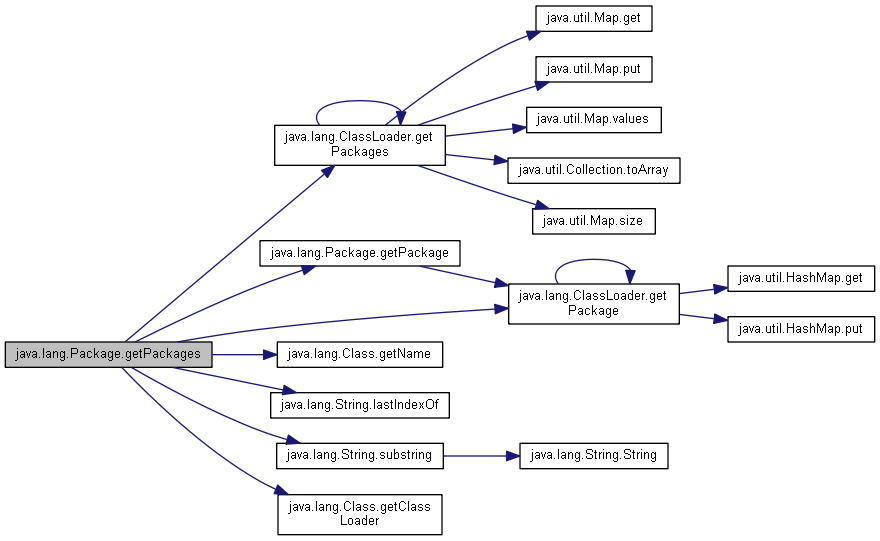 java.util.Map.get
java.util.Map.put
java.util.Map.values
java.lang.ClassLoader.get
Packages
java.util.Collection.toArray
java.util.Map.size
java.lang.Package.getPackage
java.lang.ClassLoader.get
Package
java.util.HashMap.get
java.util.HashMap.put
java.lang.Package.getPackages
java.lang.Class.getName
java.lang.String.lastIndexOf
java.lang.String.substring
java.lang.String.String
java.lang.Class.getClass
Loader